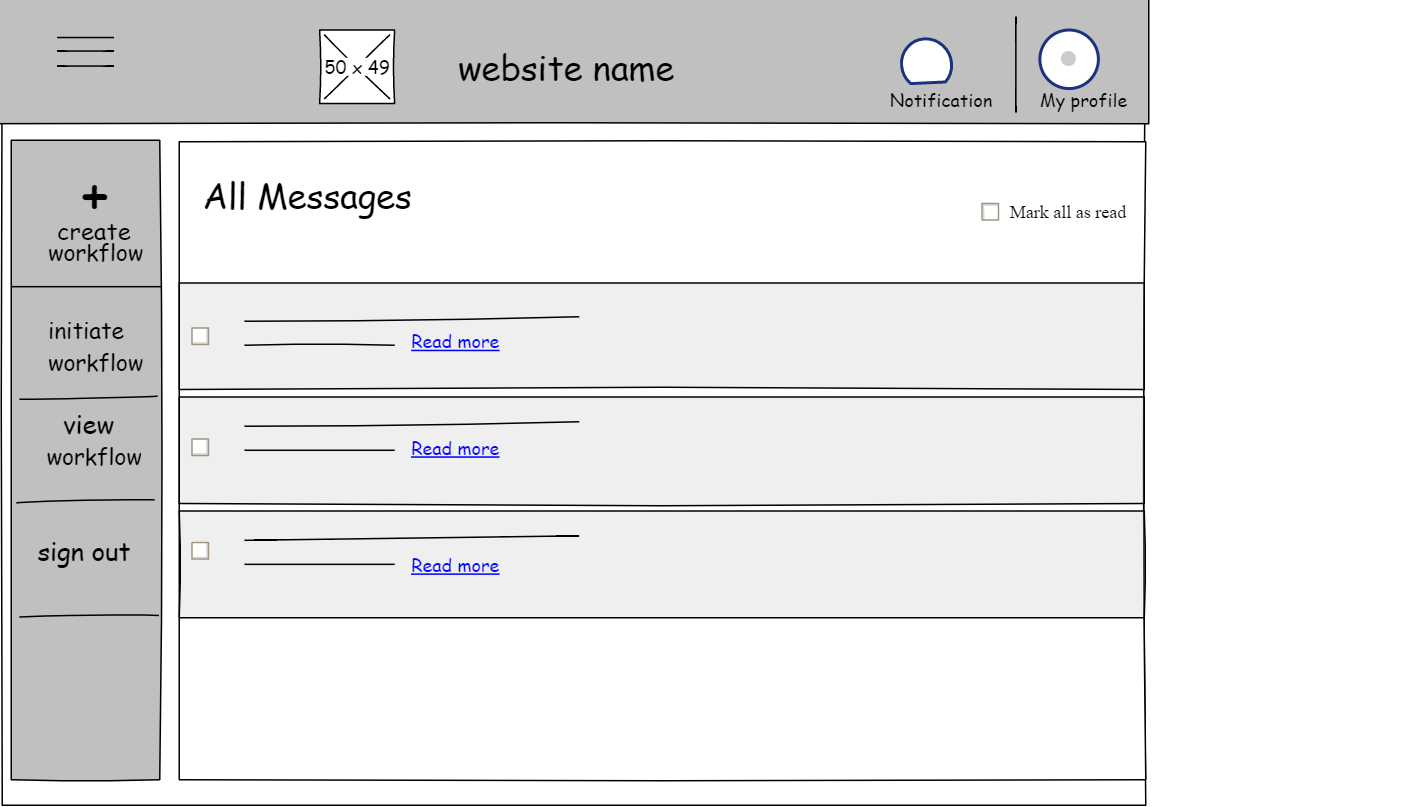 50 x 49
website name
Notification
My profile
+
create
workflow
initiate
workflow
view
workflow
sign out
All Messages
Mark all as read
Read more
Read more
Read more